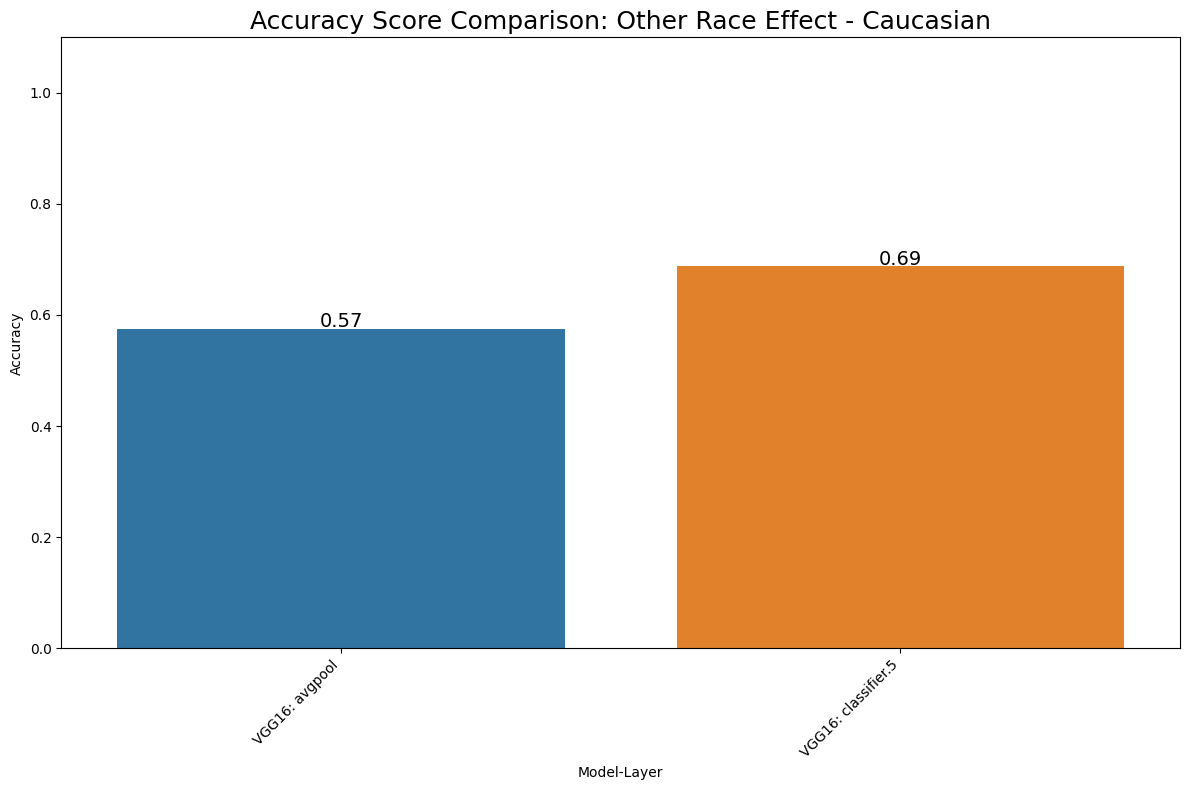 Accuracy Score Comparison: Other Race Effect - Caucasian
1.0
0.8
0.6
0.4
0.2
0.0
Accuracy
0.57
0.69
VGG16: avgpool
VGG16: classifier.5
Model-Layer